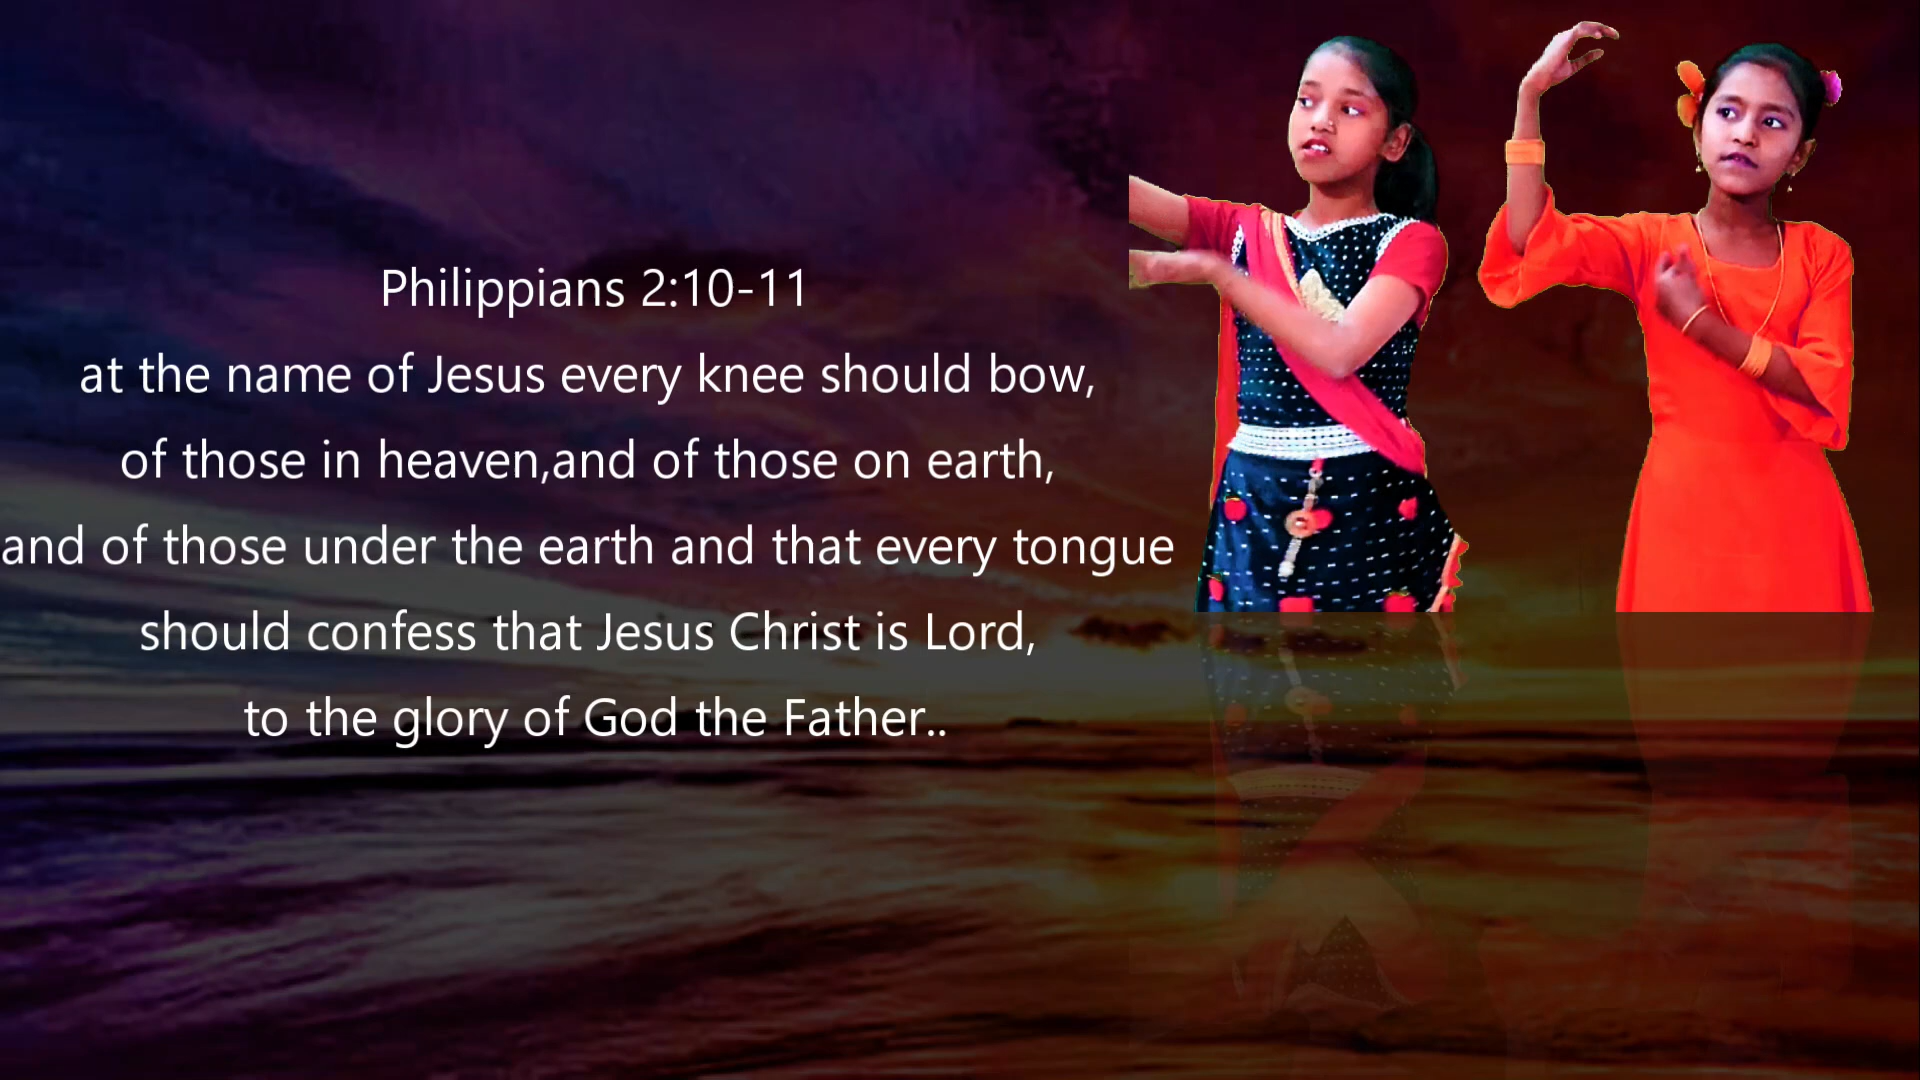 Philippians 2:10-11
at the name of Jesus every knee should bow,
of those in heaven,and of those on earth,
and of those under the earth and that every tongue
should confess that Jesus Christ is Lord,
to the glory of God the Father..